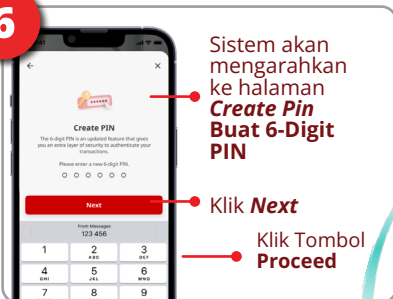 6
Create PIN
The 6-digit PIN is an updated feature that gives
you an extra layer of security to authenticate your
transactions.
Please enter a new 6-digit PIN.
Next
From Messages
123 456
1
2
ABC
3
DEF
4
GHI
5
JKL
6
MNO
7
8
9
Sistem akan
mengarahkan
ke halaman
Create Pin
Buat 6-Digit
PIN
Klik Next
Klik Tombol
Proceed